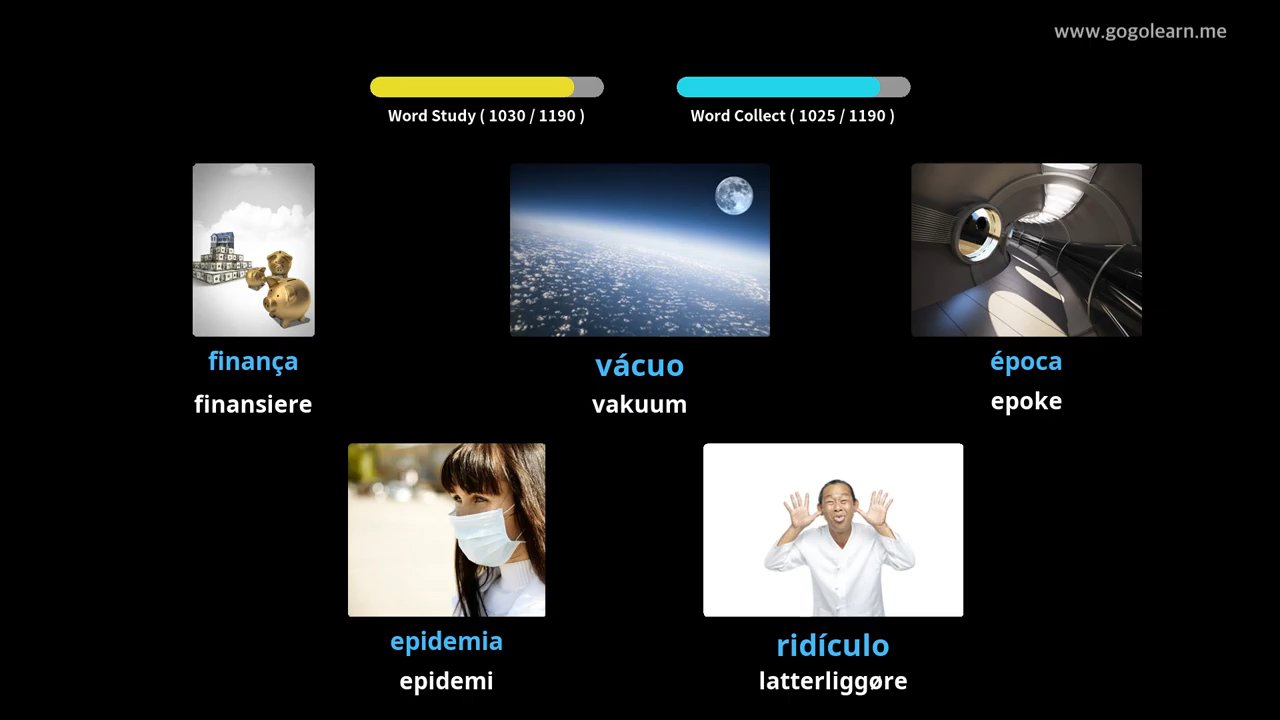 www.gogolearn.me
Word Study ( 1030 / 1190 )
Word Collect ( 1025 / 1190 )
finança
finansiere
vácuo
vakuum
época
epoke
epidemia
epidemi
ridículo
latterliggøre